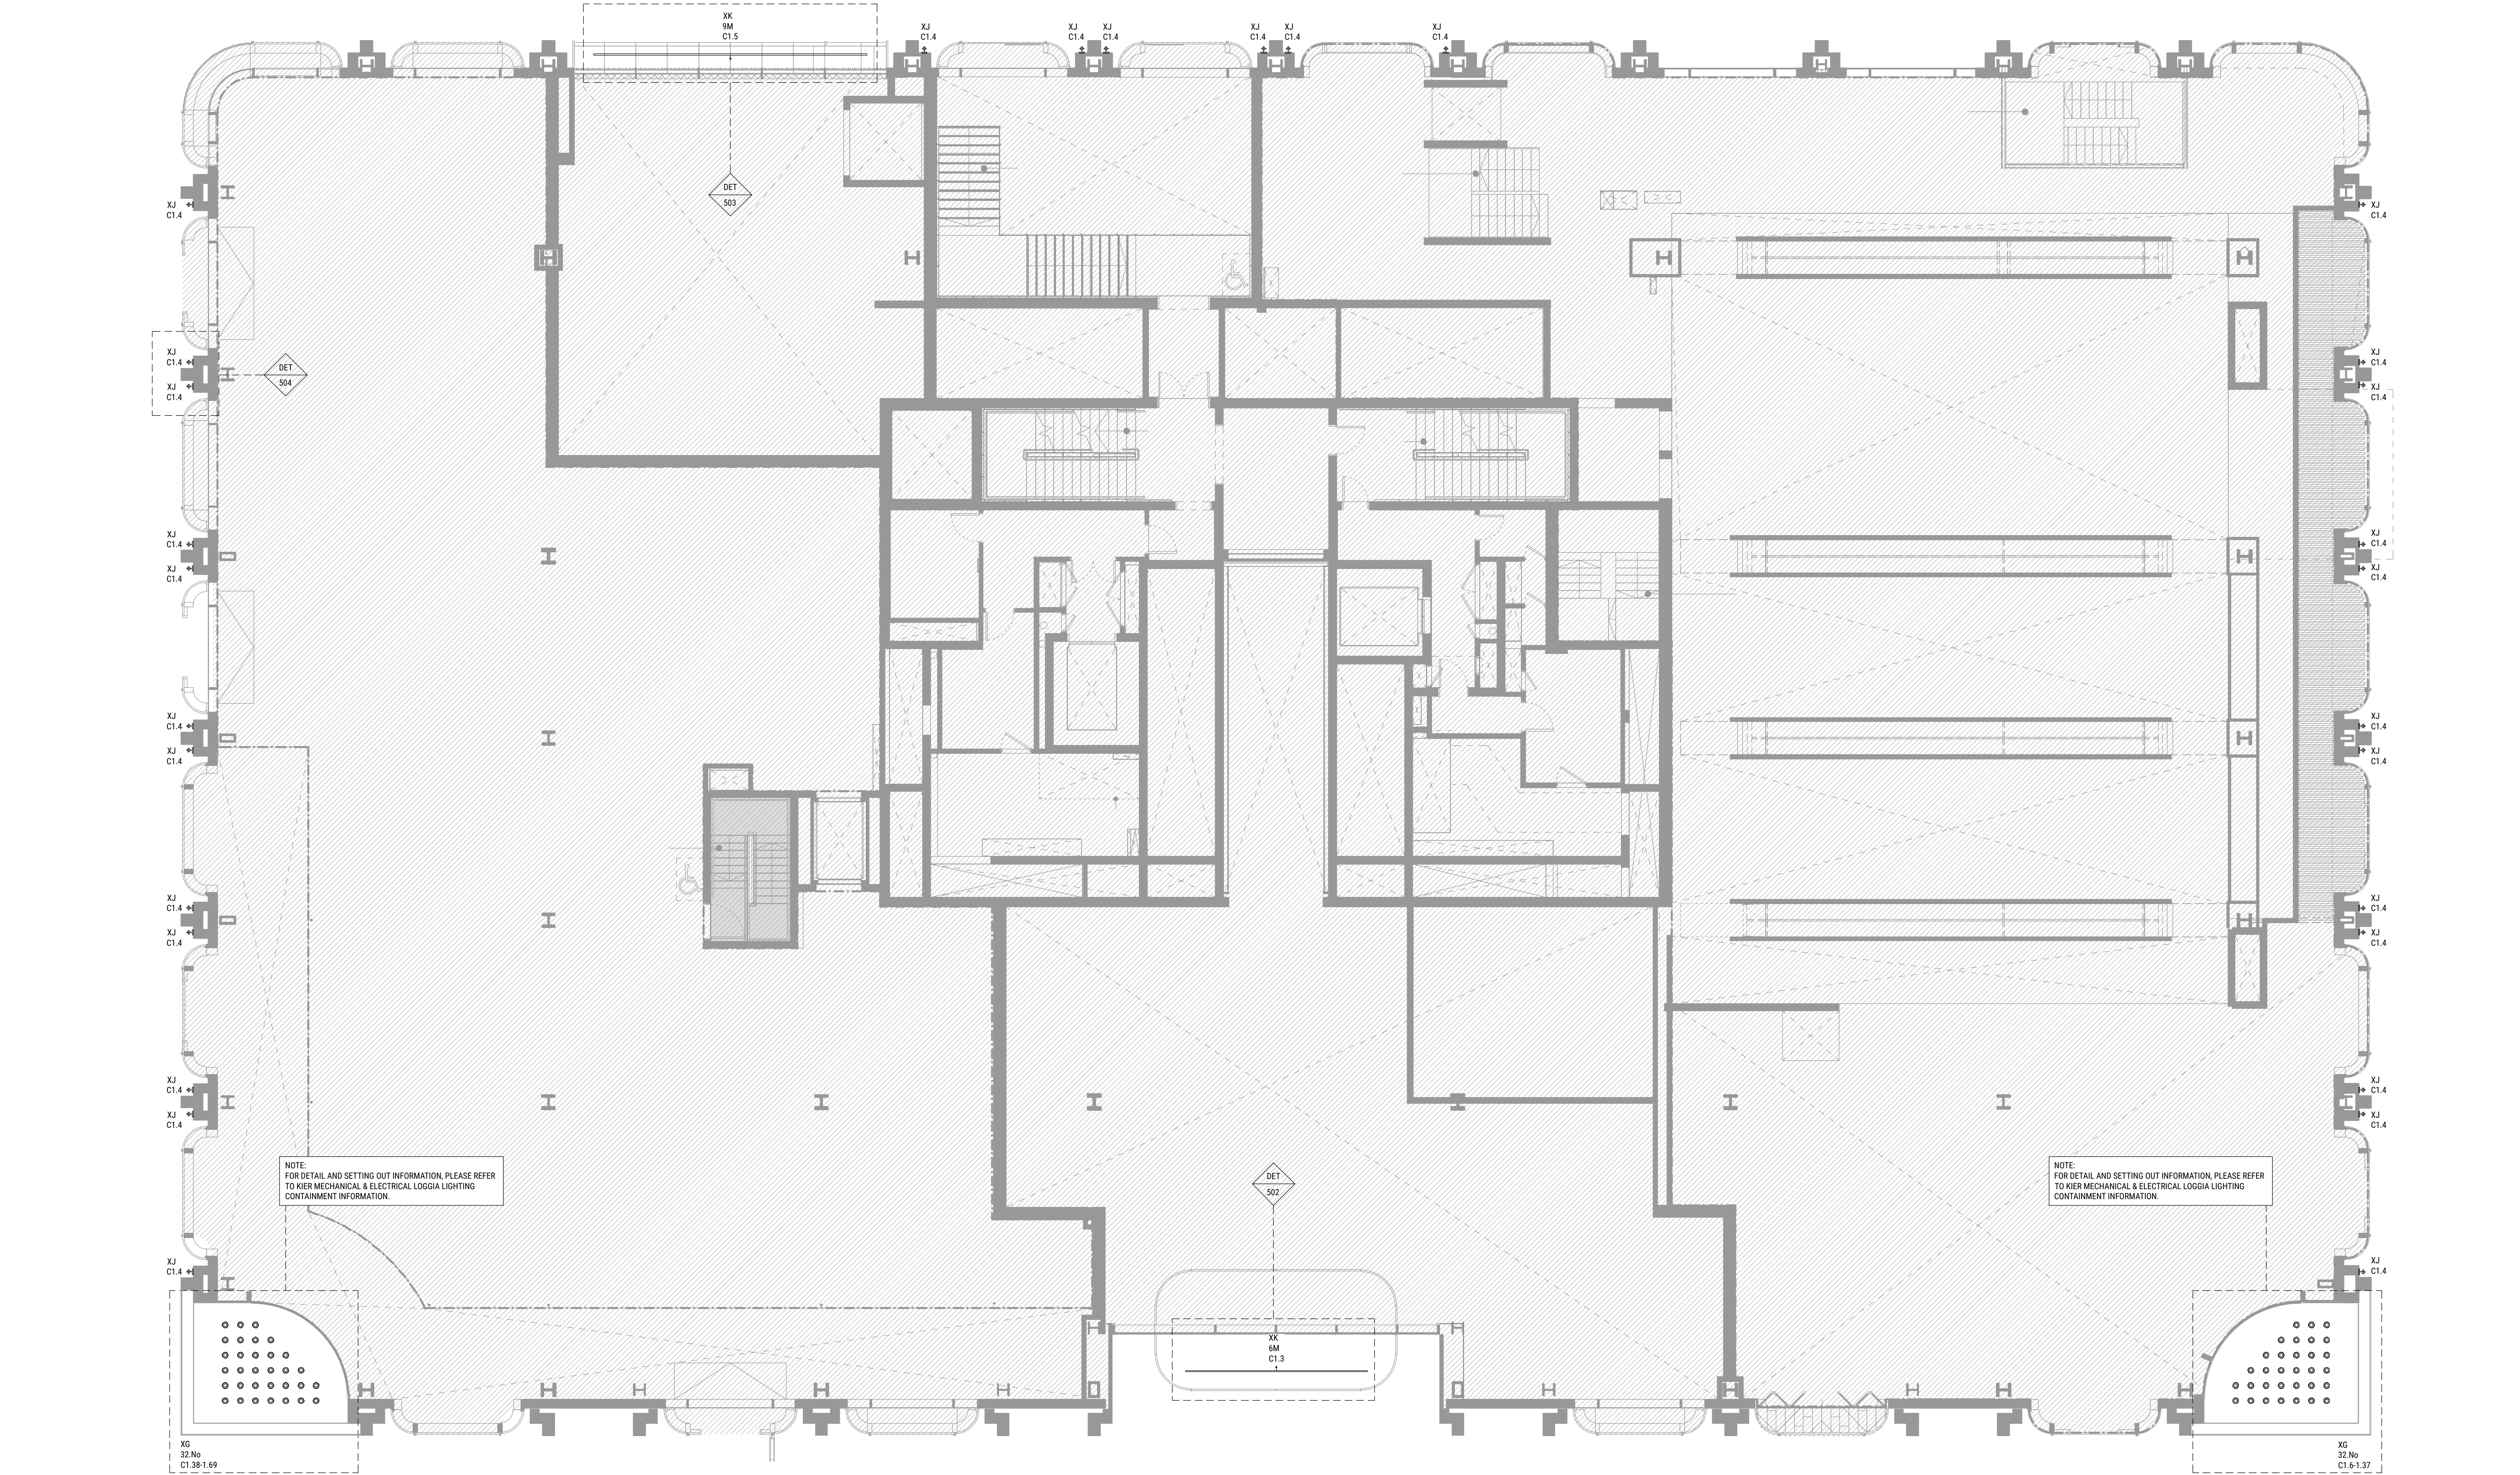 XK
9M
C1.5
XJ
C1.4
XJ
C1.4
XJ
C1.4
XJ
C1.4
XJ
C1.4
XJ
C1.4
DET
503
XJ
C1.4
XJ
C1.4
XJ
C1.4
XJ
C1.4
DET
504
XJ
C1.4
XJ
C1.4
XJ
C1.4
XJ
C1.4
XJ
C1.4
XJ
C1.4
XJ
C1.4
XJ
C1.4
XJ
C1.4
XJ
C1.4
XJ
C1.4
XJ
C1.4
XJ
C1.4
XJ
C1.4
XJ
C1.4
XJ
C1.4
XJ
C1.4
XJ
C1.4
XJ
C1.4
XJ
C1.4
NOTE:
FOR DETAIL AND SETTING OUT INFORMATION, PLEASE REFER
TO KIER MECHANICAL & ELECTRICAL LOGGIA LIGHTING
CONTAINMENT INFORMATION.
DET
502
NOTE:
FOR DETAIL AND SETTING OUT INFORMATION, PLEASE REFER
TO KIER MECHANICAL & ELECTRICAL LOGGIA LIGHTING
CONTAINMENT INFORMATION.
XJ
C1.4
XJ
C1.4
XK
6M
C1.3
XG
32.No
C1.38-1.69
XG
32.No
C1.6-1.37